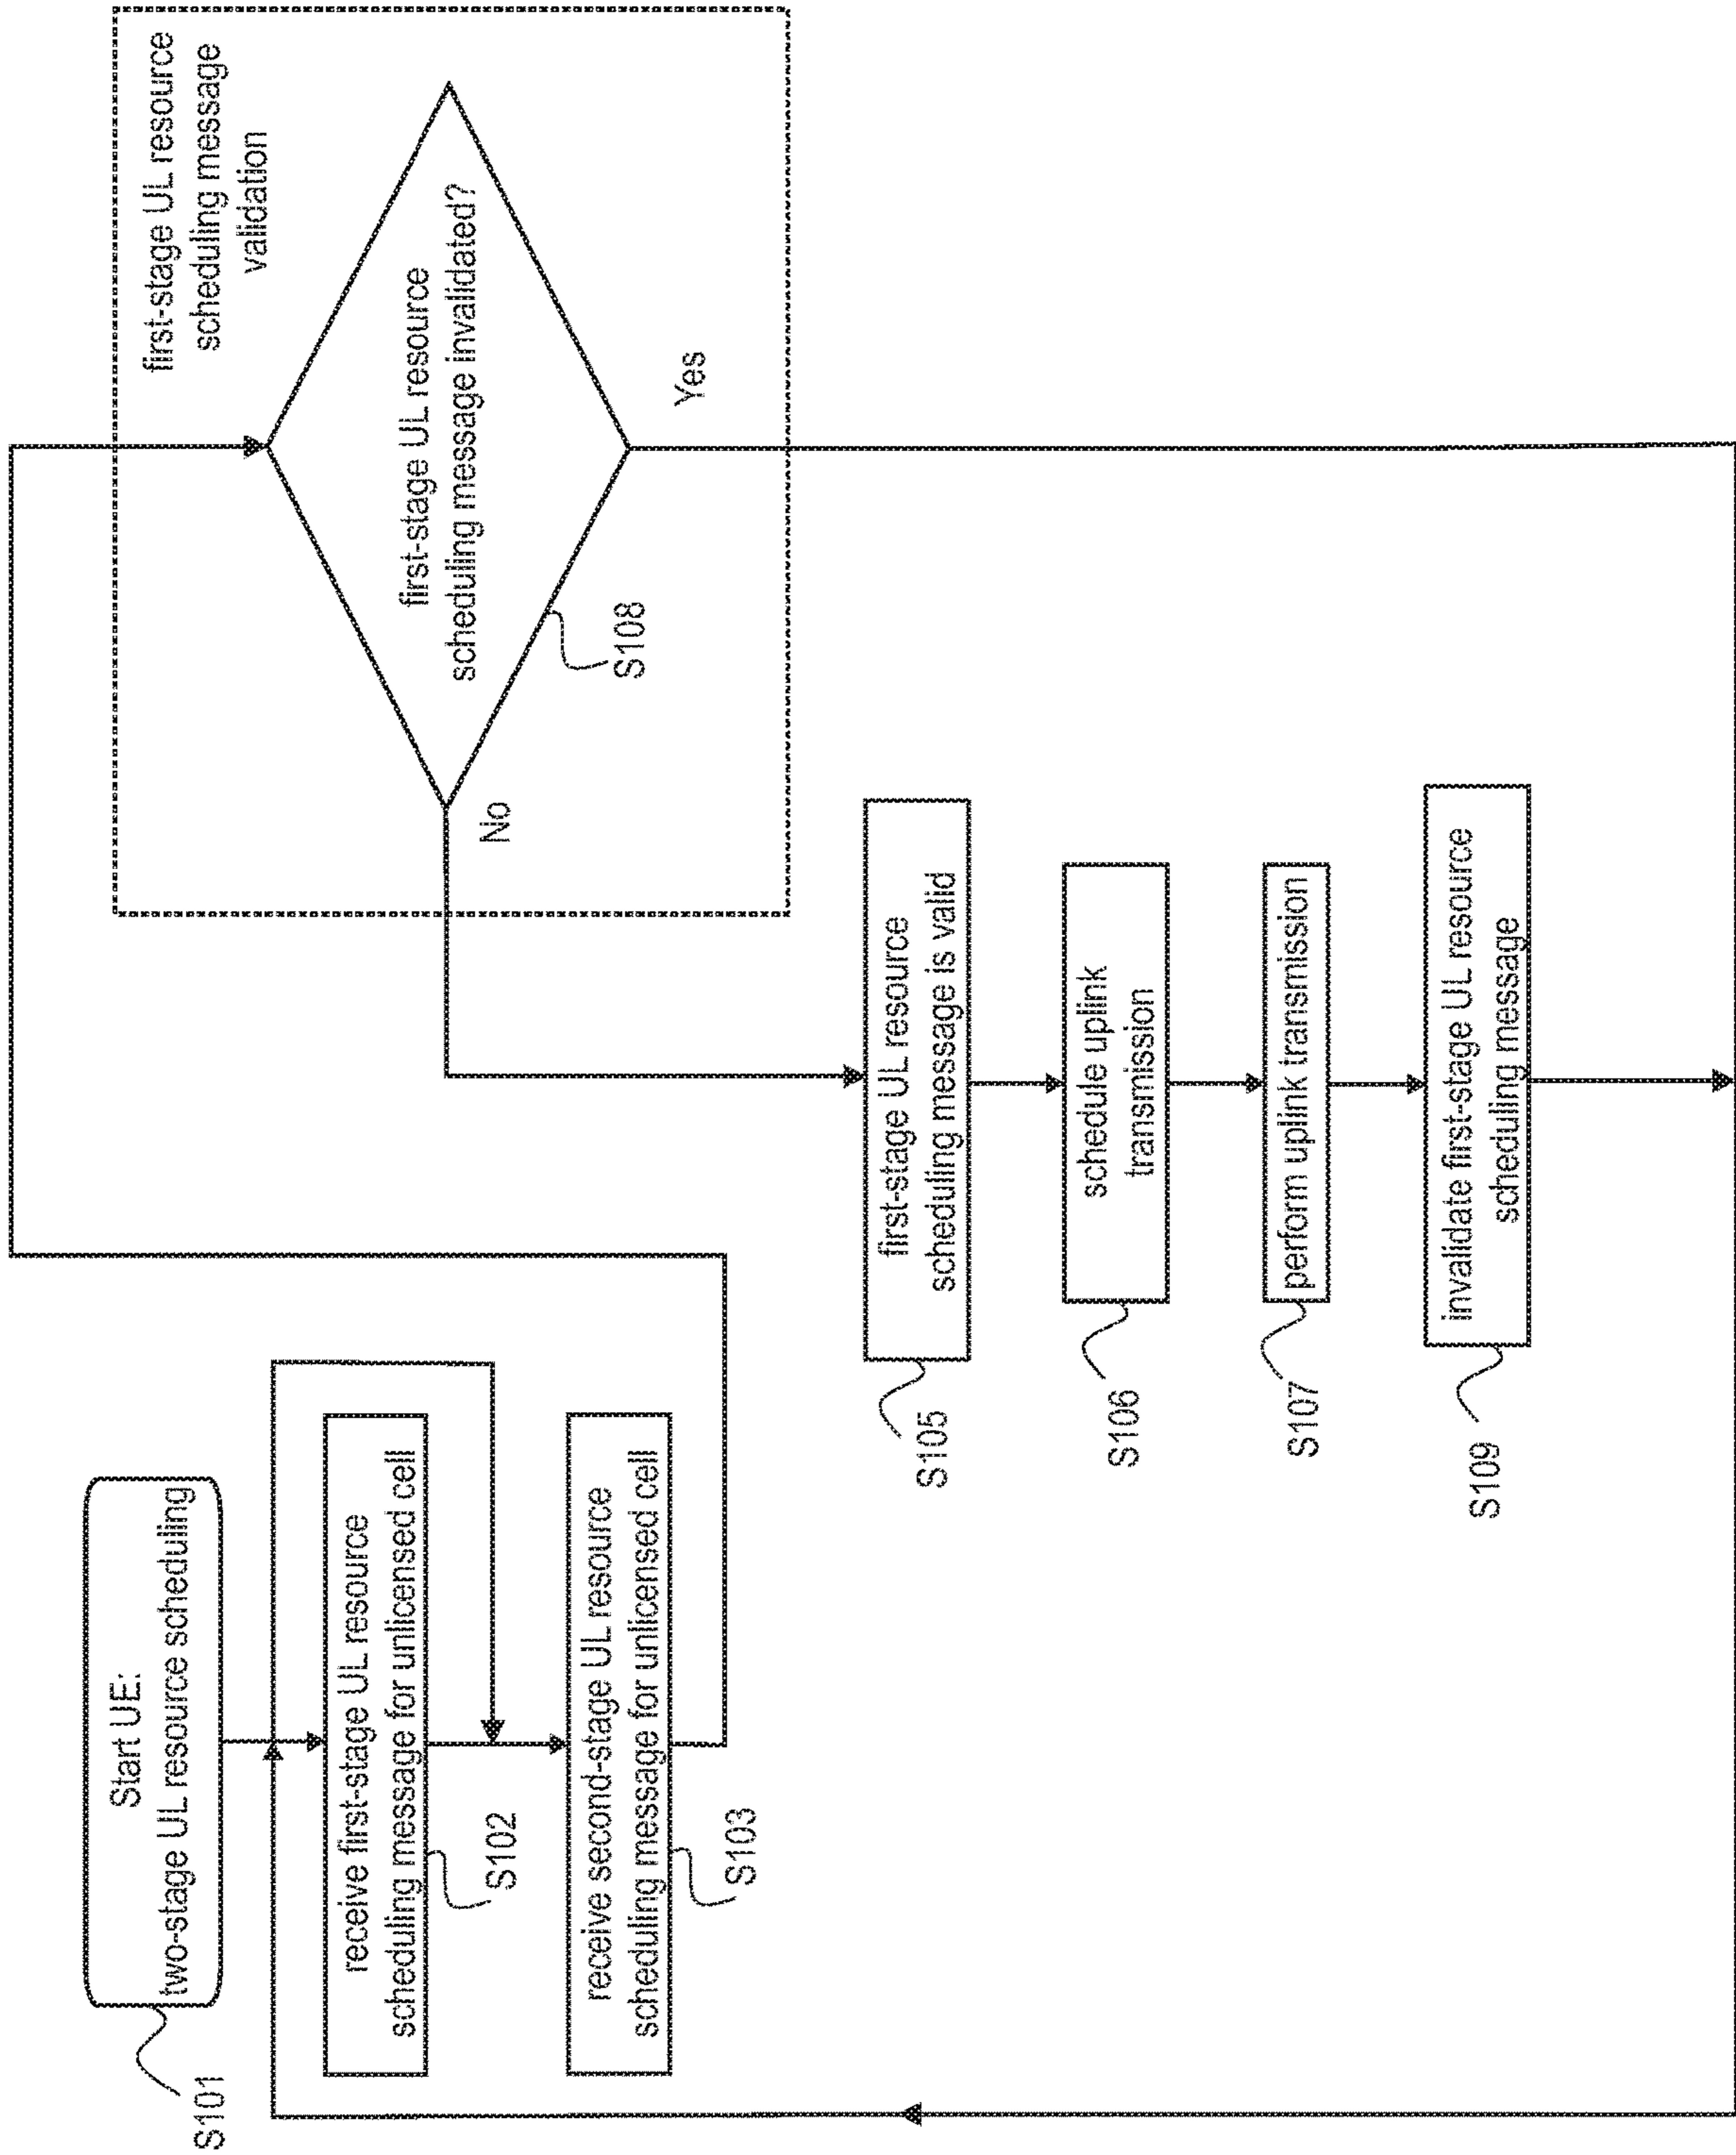 Start UE:
two-stage UL resource scheduling
S101
receive first-stage UL resource
scheduling message for unlicensed cell
S102
receive second-stage UL resource
scheduling message for unlicensed cell
S103
first-stage UL resource
scheduling message
validation
first-stage UL resource
scheduling message invalidated?
S108
No
Yes
first-stage UL resource
scheduling message is valid
S105
schedule uplink
transmission
S106
perform uplink transmission
S107
invalidate first-stage UL resource
scheduling message
S109